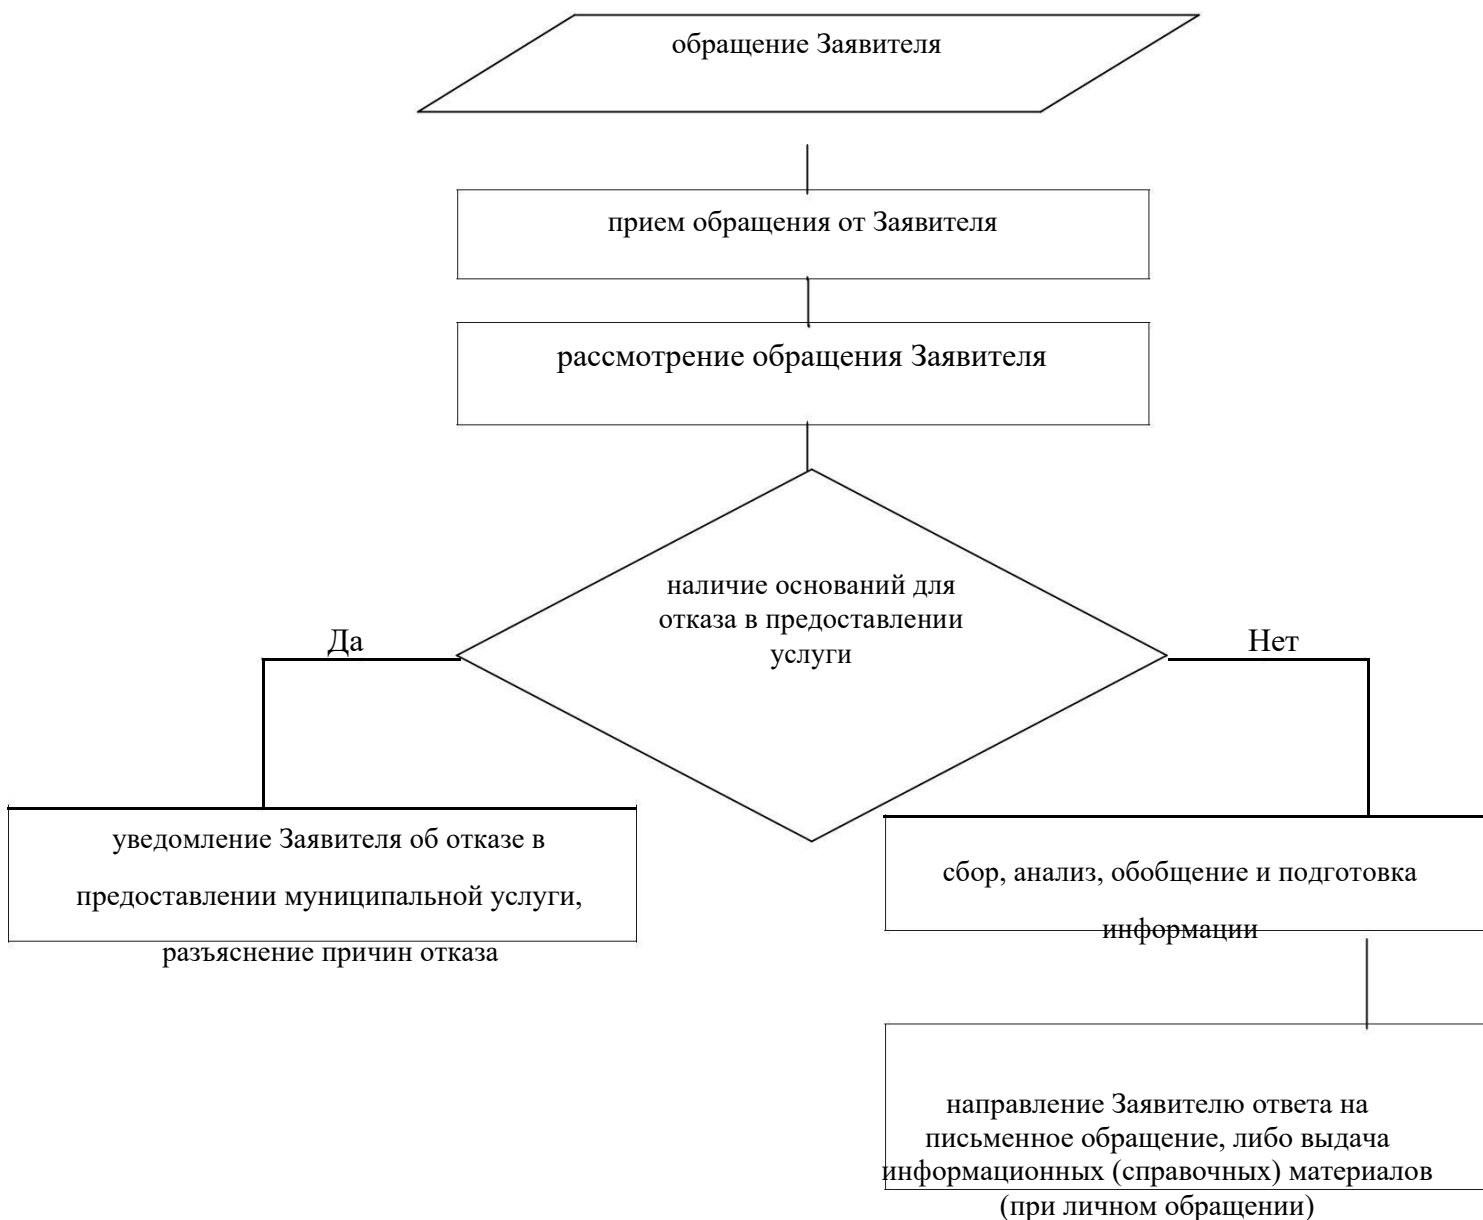 обращение Заявителя
прием обращения от Заявителя
рассмотрение обращения Заявителя
наличие оснований для
отказа в предоставлении
услуги
Да
Нет
уведомление Заявителя об отказе в
предоставлении муниципальной услуги,
разъяснение причин отказа
сбор, анализ, обобщение и подготовка
информации
направление Заявителю ответа на
письменное обращение, либо выдача
информационных (справочных) материалов
(при личном обращении)